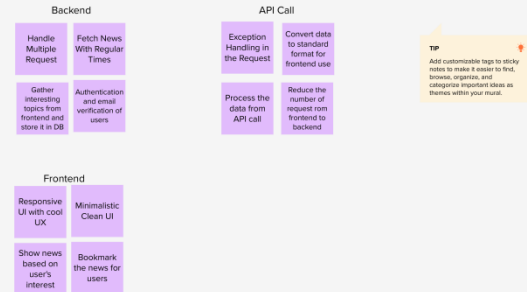 Backend
Handle
Multiple
Request
Fetch News
With Regular
Times
Gather
interesting
topics from
frontend and
store it in DB
Authentication
and email
verification of
users
API Call
Exception
Handling in
the Request
Convert data
to standard
format for
frontend use
Process the
data from
API call
Reduce the
number of
request rom
frontend to
backend
TIP
Add customizable tags to sticky
notes to make it easier to find,
browse, organize, and
categorize important ideas as
themes within your mural.
Frontend
Responsive
UI with cool
UX
Minimalistic
Clean UI
Show news
based on
user's
interest
Bookmark
the news for
users